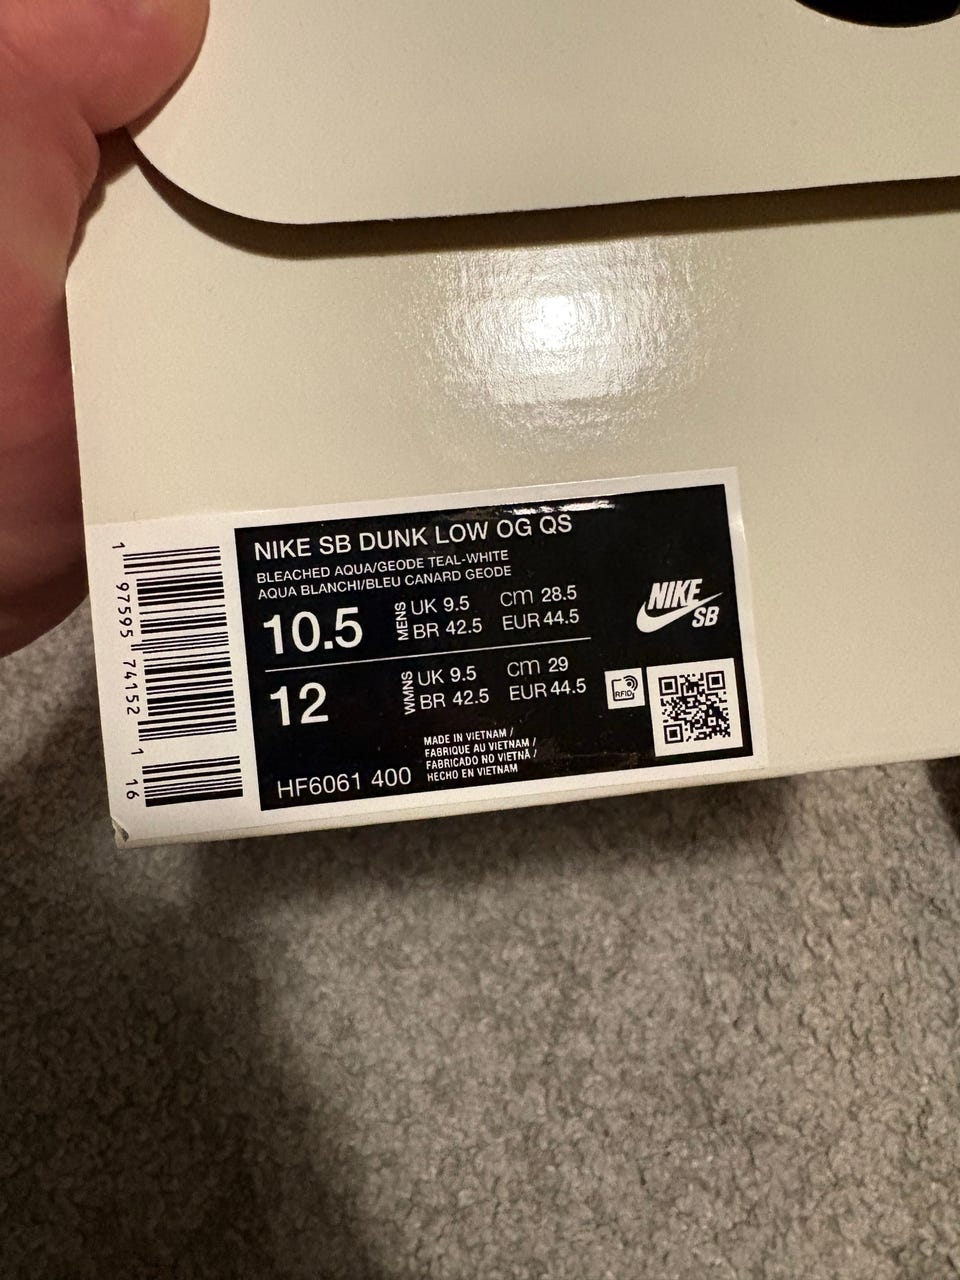 NIKE SB DUNK LOW OG QS
BLEACHED AQUA/GEODE TEAL-WHITE
AQUA BLANCHI/BLEU CANARD GEODE
10.5 MENS UK 9.5 cm 28.5
BR 42.5 EUR 44.5
12 WMNS UK 9.5 cm 29
BR 42.5 EUR 44.5
MADE IN VIETNAM /
FABRIQUE AU VIETNAM /
FABRICADO NO VIETNÃ /
HECHO EN VIETNAM
HF6061 400
NIKE
SB
RFID
1 97595 74152 1 16